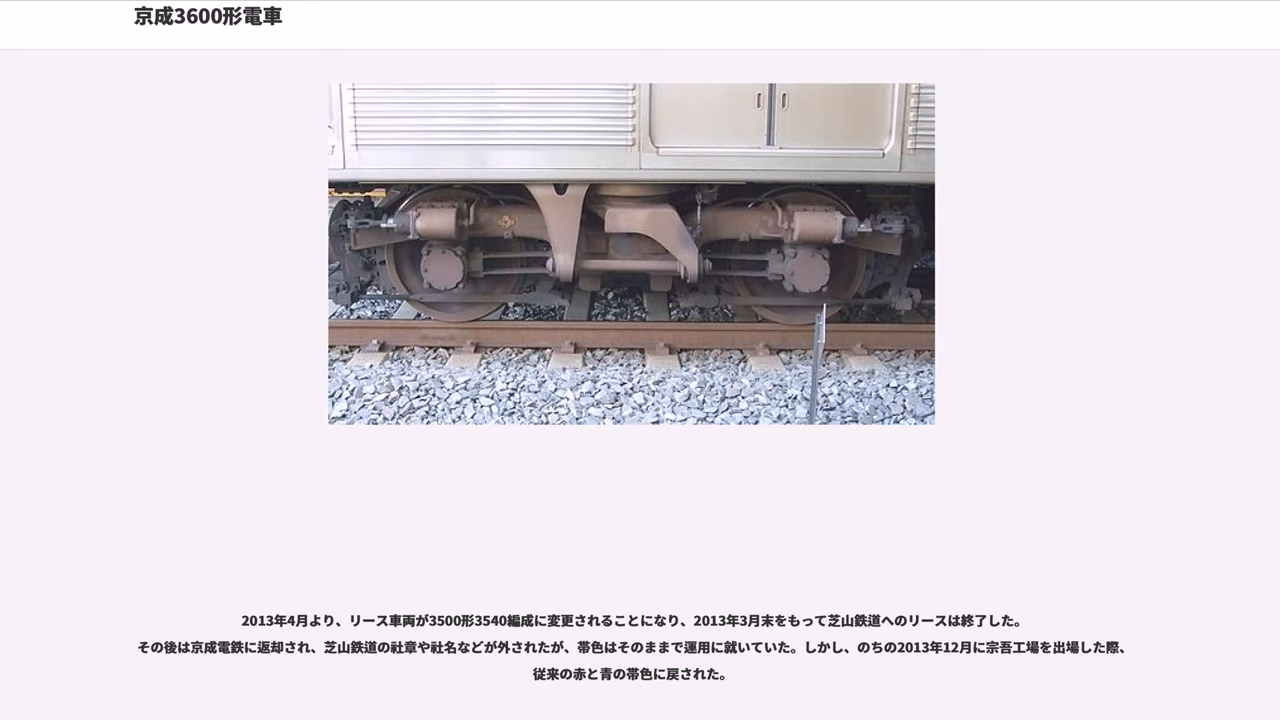 京成3600形電車
2013年4月より、リース車両が3500形3540編成に変更されることになり、2013年3月末をもって芝山鉄道へのリースは終了した。
その後は京成電鉄に返却され、芝山鉄道の社章や社名などが外されたが、帯色はそのままで運用に就いていた。しかし、のちの2013年12月に宗吾工場を出場した際、
従来の赤と青の帯色に戻された。